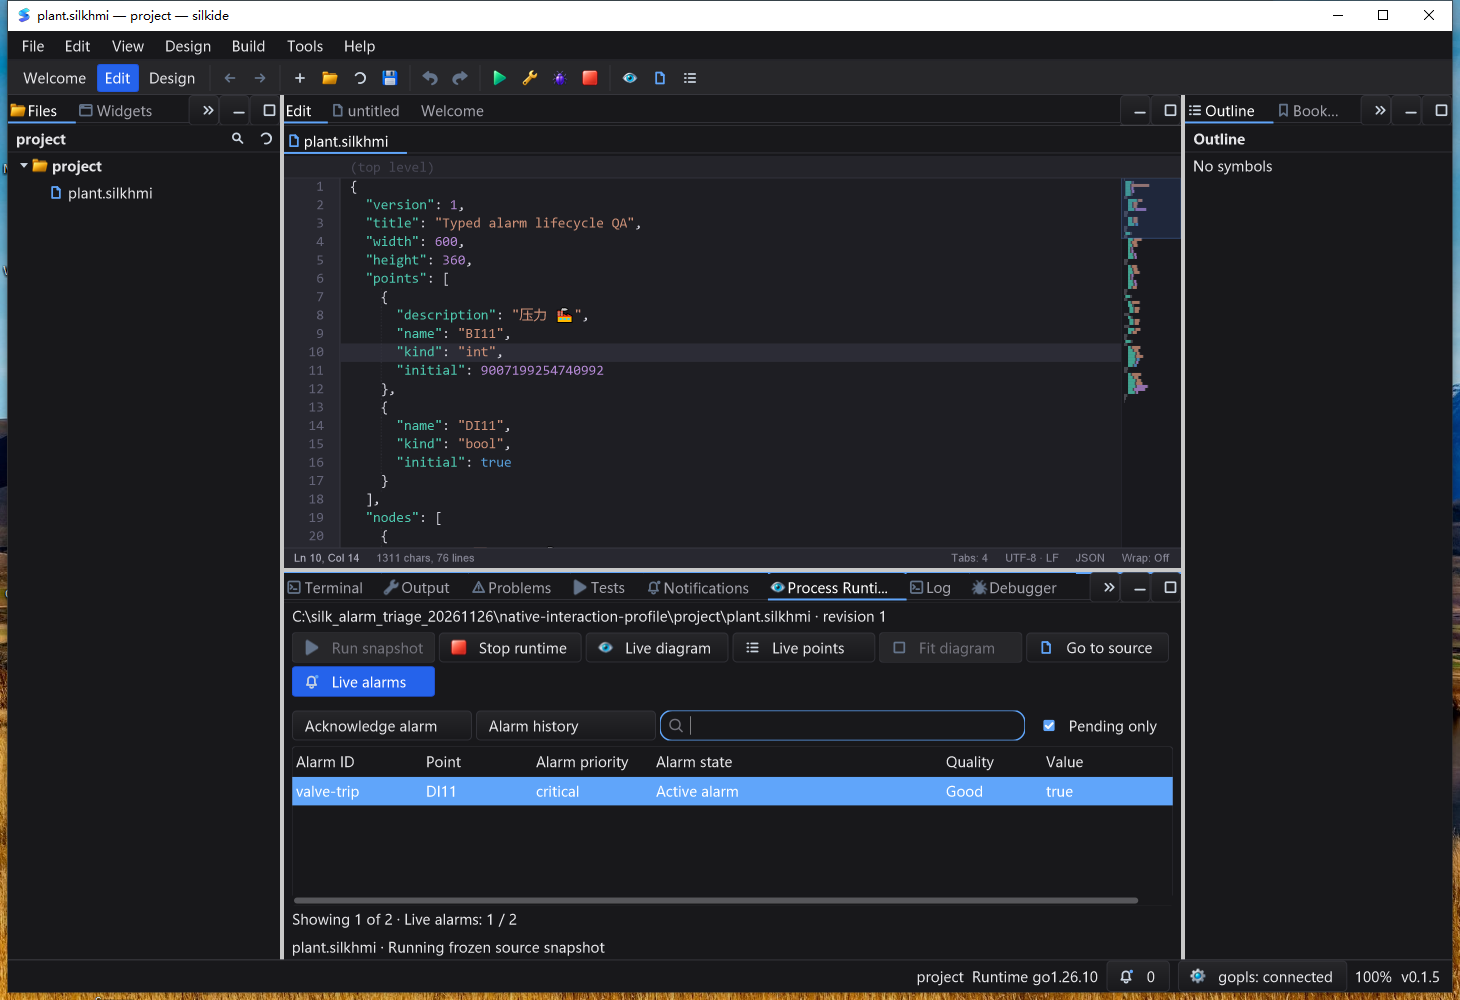 plant.silkhmi — project — silkide
File Edit View Design Build Tools Help
Welcome Edit Design
Files Widgets
project
project
plant.silkhmi
Edit untitled Welcome
plant.silkhmi
(top level)
1 {
2 "version": 1,
3 "title": "Typed alarm lifecycle QA",
4 "width": 600,
5 "height": 360,
6 "points": [
7 {
8 "description": "压力 🏭",
9 "name": "BI11",
10 "kind": "int",
11 "initial": 9007199254740992
12 },
13 {
14 "name": "DI11",
15 "kind": "bool",
16 "initial": true
17 }
18 ],
19 "nodes": [
20 {
Ln 10, Col 14 1311 chars, 76 lines Tabs: 4 UTF-8 · LF JSON Wrap: Off
Outline Book...
Outline
No symbols
Terminal Output Problems Tests Notifications Process Runti... Log Debugger
C:\silk_alarm_triage_20261126\native-interaction-profile\project\plant.silkhmi · revision 1
Run snapshot Stop runtime Live diagram Live points Fit diagram Go to source
Live alarms
Acknowledge alarm Alarm history Pending only
Alarm ID Point Alarm priority Alarm state Quality Value
valve-trip DI11 critical Active alarm Good true
Showing 1 of 2 · Live alarms: 1 / 2
plant.silkhmi · Running frozen source snapshot
project Runtime go1.26.10 0 gopls: connected 100% v0.1.5